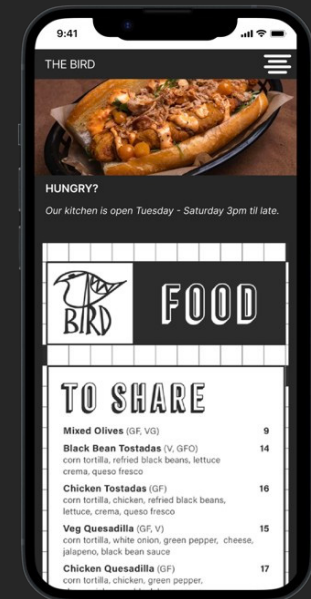 9:41
THE BIRD
HUNGRY?
Our kitchen is open Tuesday - Saturday 3pm til late.
BIRD
FOOD
TO SHARE
Mixed Olives (GF, VG) 9
Black Bean Tostadas (V, GFO) 14
corn tortilla, refried black beans, lettuce
crema, queso fresco
Chicken Tostadas (GF) 16
corn tortilla, chicken, refried black beans,
lettuce, crema, queso fresco
Veg Quesadilla (GF, V) 15
corn tortilla, white onion, green pepper, cheese,
jalapeno, black bean sauce
Chicken Quesadilla (GF) 17
corn tortilla, chicken, green pepper,